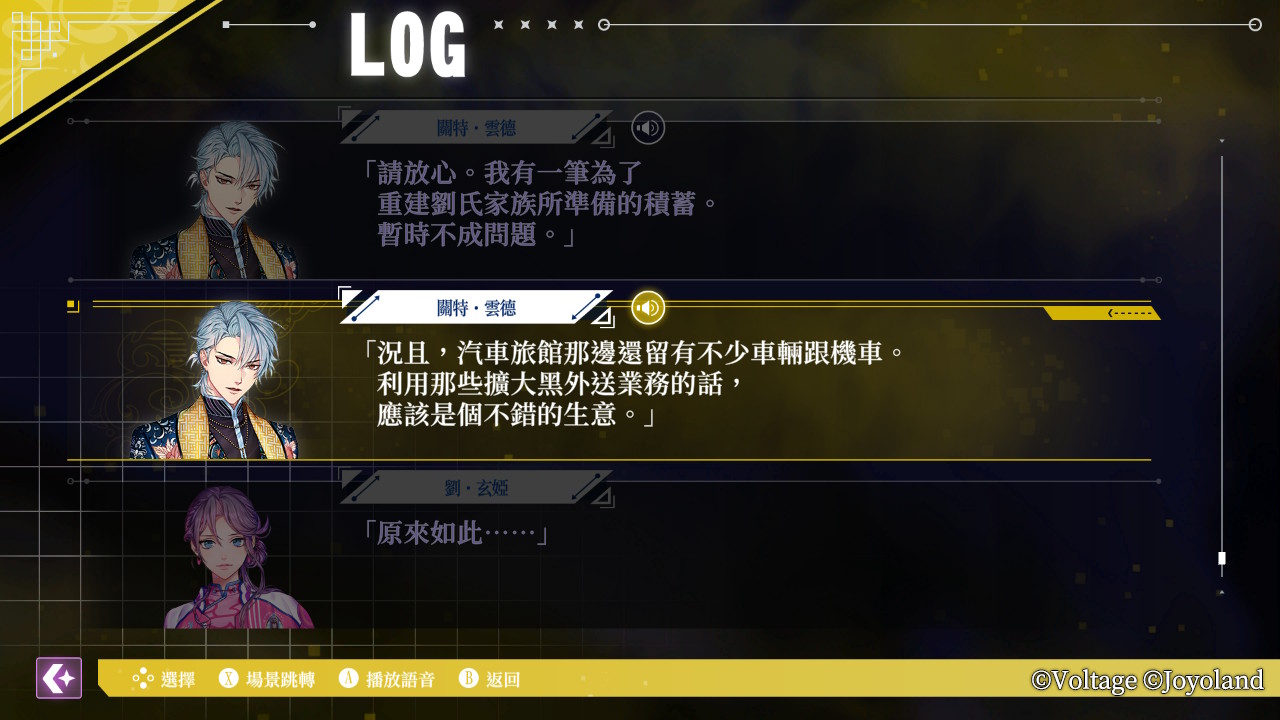 LOG
關特・雲德
「請放心。我有一筆為了
重建劉氏家族所準備的積蓄。
暫時不成問題。」
關特・雲德
「況且，汽車旅館那邊還留有不少車輛跟機車。
利用那些擴大黑外送業務的話，
應該是個不錯的生意。」
劉・玄婭
「原來如此⋯⋯」
選擇 X 場景跳轉 A 播放語音 B 返回
©Voltage ©Joyoland